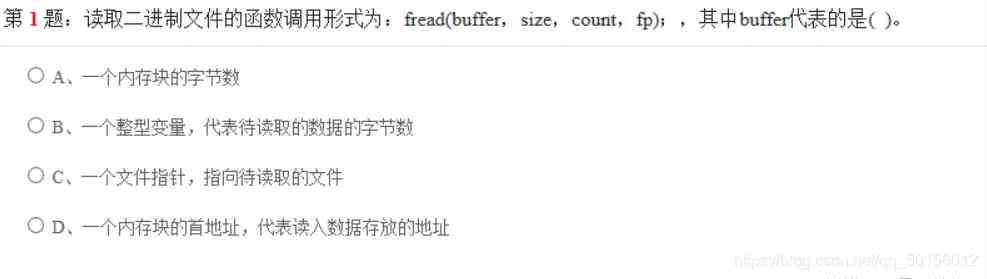 第 1 题：读取二进制文件的函数调用形式为：fread(buffer，size，count，fp)；，其中buffer代表的是( )。
A、一个内存块的字节数
B、一个整型变量，代表待读取的数据的字节数
C、一个文件指针，指向待读取的文件
D、一个内存块的首地址，代表读入数据存放的地址
https://blog.csdn.net/qq_50156012